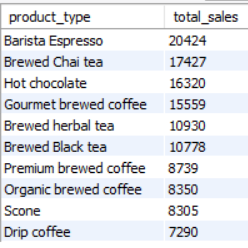 product_type total_sales
Barista Espresso 20424
Brewed Chai tea 17427
Hot chocolate 16320
Gourmet brewed coffee 15559
Brewed herbal tea 10930
Brewed Black tea 10778
Premium brewed coffee 8739
Organic brewed coffee 8350
Scone 8305
Drip coffee 7290